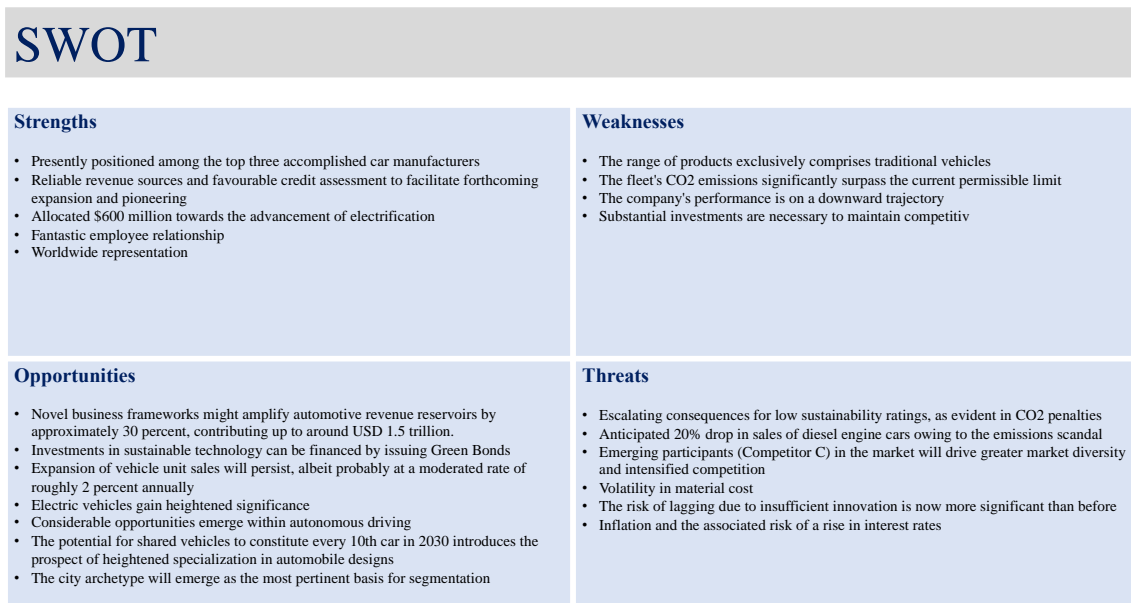 SWOT
Strengths
• Presently positioned among the top three accomplished car manufacturers
• Reliable revenue sources and favourable credit assessment to facilitate forthcoming
expansion and pioneering
• Allocated $600 million towards the advancement of electrification
• Fantastic employee relationship
• Worldwide representation
Weaknesses
• The range of products exclusively comprises traditional vehicles
• The fleet's CO2 emissions significantly surpass the current permissible limit
• The company's performance is on a downward trajectory
• Substantial investments are necessary to maintain competitiv
Opportunities
• Novel business frameworks might amplify automotive revenue reservoirs by
approximately 30 percent, contributing up to around USD 1.5 trillion.
• Investments in sustainable technology can be financed by issuing Green Bonds
• Expansion of vehicle unit sales will persist, albeit probably at a moderated rate of
roughly 2 percent annually
• Electric vehicles gain heightened significance
• Considerable opportunities emerge within autonomous driving
• The potential for shared vehicles to constitute every 10th car in 2030 introduces the
prospect of heightened specialization in automobile designs
• The city archetype will emerge as the most pertinent basis for segmentation
Threats
• Escalating consequences for low sustainability ratings, as evident in CO2 penalties
• Anticipated 20% drop in sales of diesel engine cars owing to the emissions scandal
• Emerging participants (Competitor C) in the market will drive greater market diversity
and intensified competition
• Volatility in material cost
• The risk of lagging due to insufficient innovation is now more significant than before
• Inflation and the associated risk of a rise in interest rates